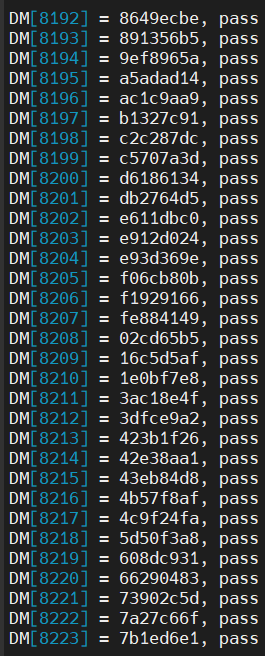 DM[8192] = 8649ecbe, pass
DM[8193] = 891356b5, pass
DM[8194] = 9ef8965a, pass
DM[8195] = a5adad14, pass
DM[8196] = ac1c9aa9, pass
DM[8197] = b1327c91, pass
DM[8198] = c2c287dc, pass
DM[8199] = c5707a3d, pass
DM[8200] = d6186134, pass
DM[8201] = db2764d5, pass
DM[8202] = e611dbc0, pass
DM[8203] = e912d024, pass
DM[8204] = e93d369e, pass
DM[8205] = f06cb80b, pass
DM[8206] = f1929166, pass
DM[8207] = fe884149, pass
DM[8208] = 02cd65b5, pass
DM[8209] = 16c5d5af, pass
DM[8210] = 1e0bf7e8, pass
DM[8211] = 3ac18e4f, pass
DM[8212] = 3dfce9a2, pass
DM[8213] = 423b1f26, pass
DM[8214] = 42e38aa1, pass
DM[8215] = 43eb84d8, pass
DM[8216] = 4b57f8af, pass
DM[8217] = 4c9f24fa, pass
DM[8218] = 5d50f3a8, pass
DM[8219] = 608dc931, pass
DM[8220] = 66290483, pass
DM[8221] = 73902c5d, pass
DM[8222] = 7a27c66f, pass
DM[8223] = 7b1ed6e1, pass